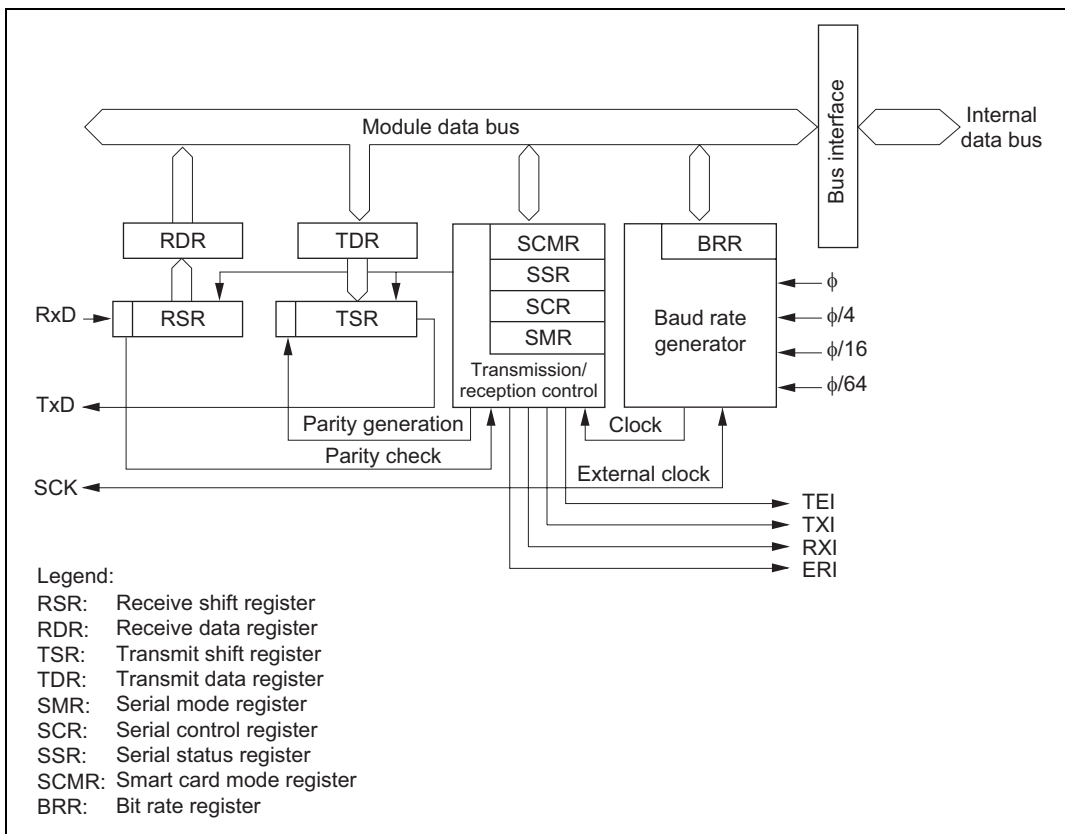 Module data bus
Bus interface
Internal
data bus
RDR
TDR
SCMR
BRR
SSR
SCR
SMR
RxD
RSR
TSR
Baud rate
generator
ϕ
ϕ/4
ϕ/16
ϕ/64
Transmission/
reception control
TxD
Parity generation
Clock
Parity check
External clock
SCK
TEI
TXI
RXI
ERI
Legend:
RSR: Receive shift register
RDR: Receive data register
TSR: Transmit shift register
TDR: Transmit data register
SMR: Serial mode register
SCR: Serial control register
SSR: Serial status register
SCMR: Smart card mode register
BRR: Bit rate register